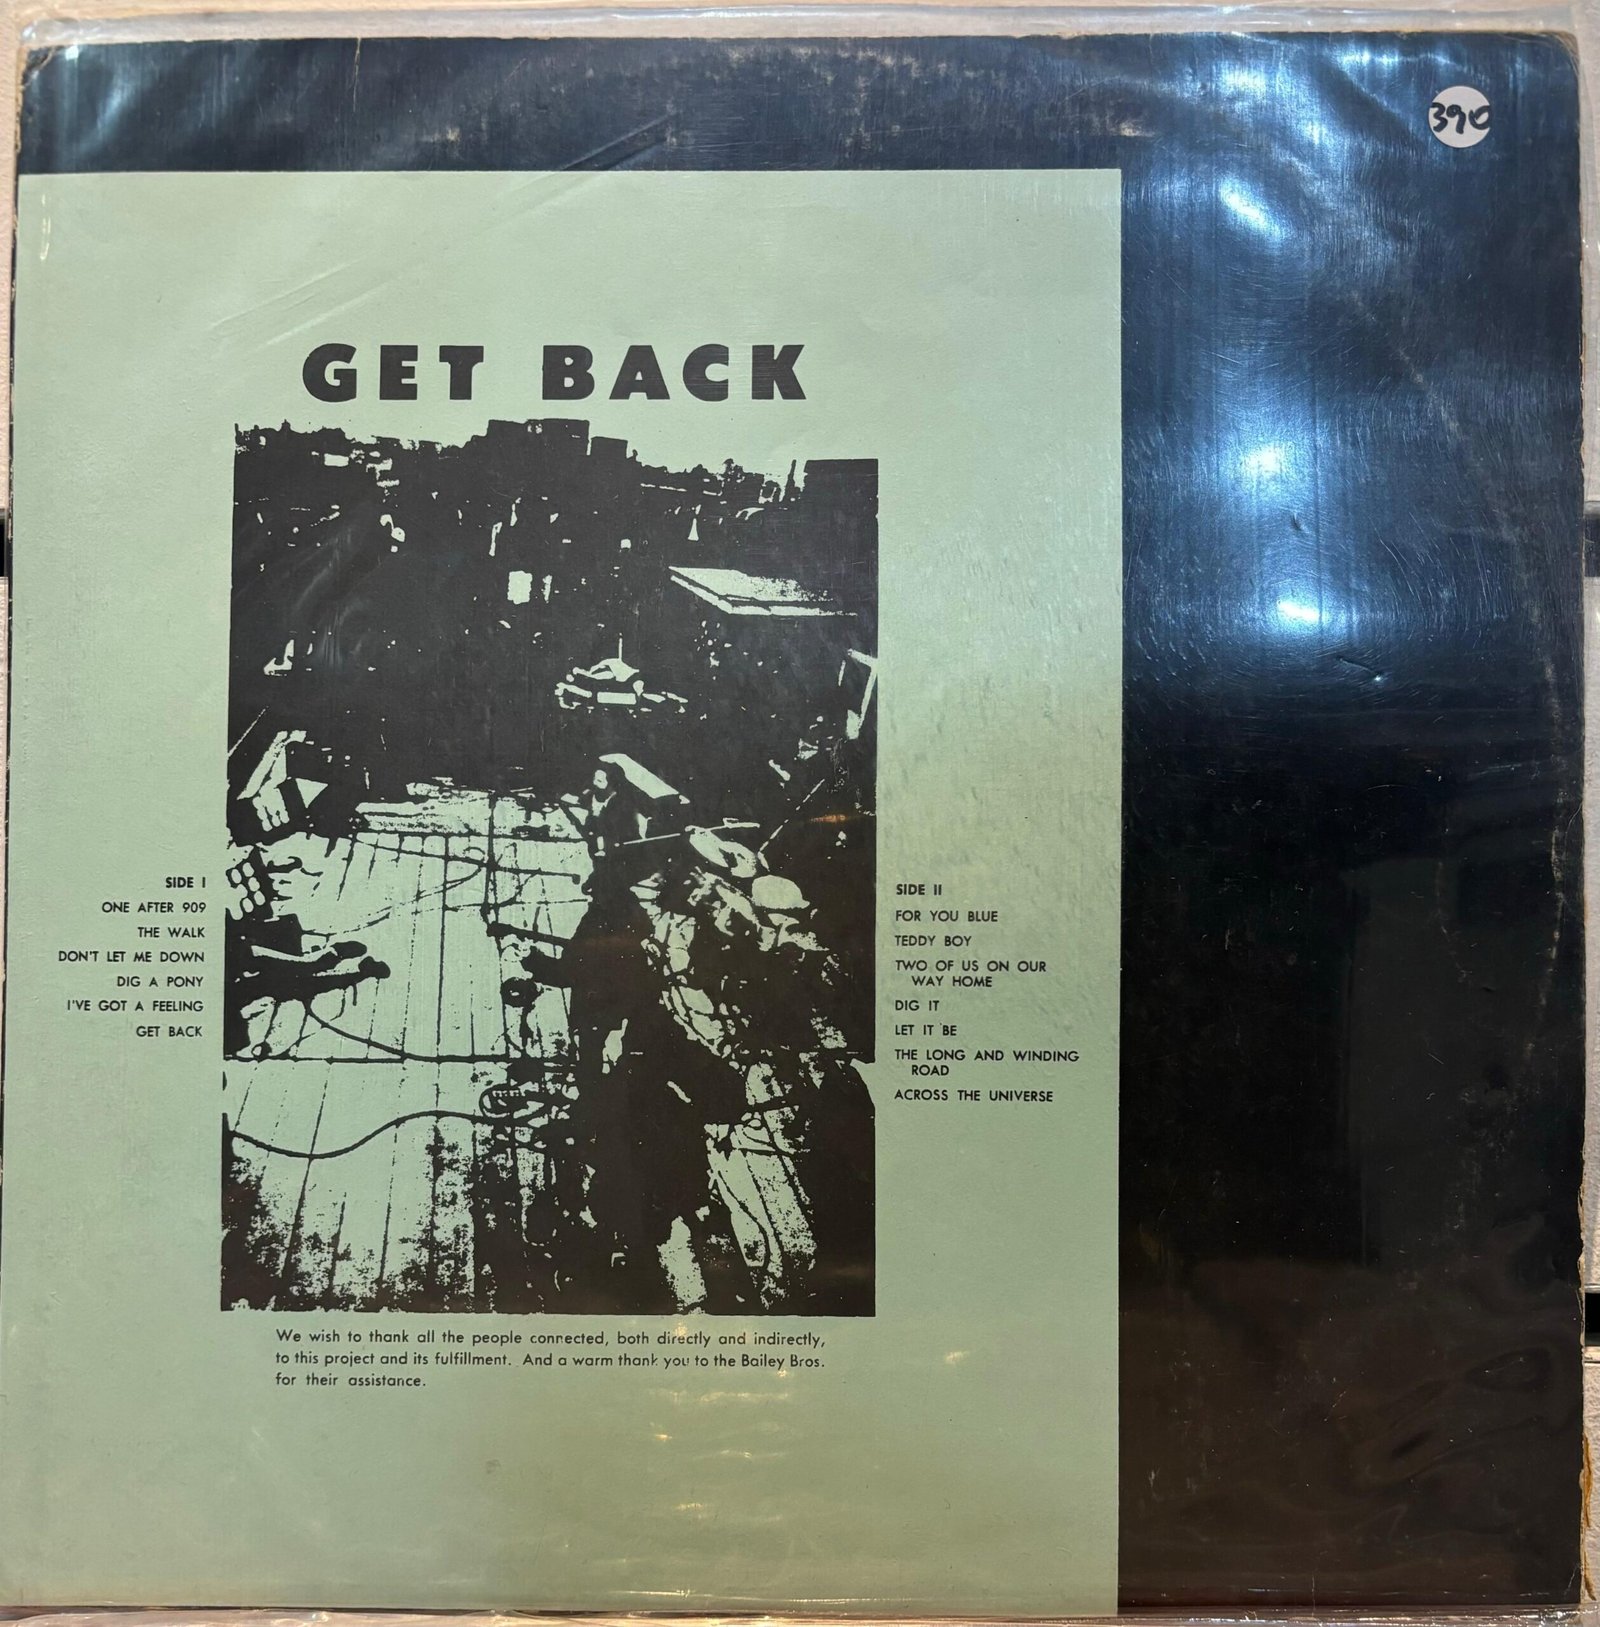 390
GET BACK
SIDE I
ONE AFTER 909
THE WALK
DON'T LET ME DOWN
DIG A PONY
I'VE GOT A FEELING
GET BACK
SIDE II
FOR YOU BLUE
TEDDY BOY
TWO OF US ON OUR
WAY HOME
DIG IT
LET IT BE
THE LONG AND WINDING
ROAD
ACROSS THE UNIVERSE
We wish to thank all the people connected, both directly and indirectly,
to this project and its fulfillment. And a warm thank you to the Bailey Bros.
for their assistance.